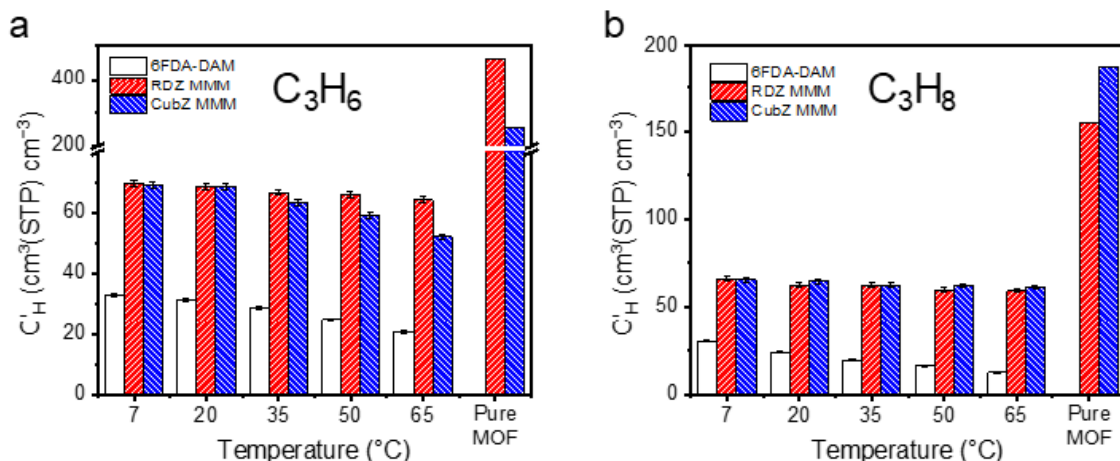 a
6FDA-DAM
RDZ MMM
CubZ MMM
C₃H₆
400
200
60
40
20
0
C'H (cm³(STP) cm⁻³)
7 20 35 50 65 Pure MOF
Temperature (°C)
b
6FDA-DAM
RDZ MMM
CubZ MMM
C₃H₈
200
150
100
50
0
C'H (cm³(STP) cm⁻³)
7 20 35 50 65 Pure MOF
Temperature (°C)